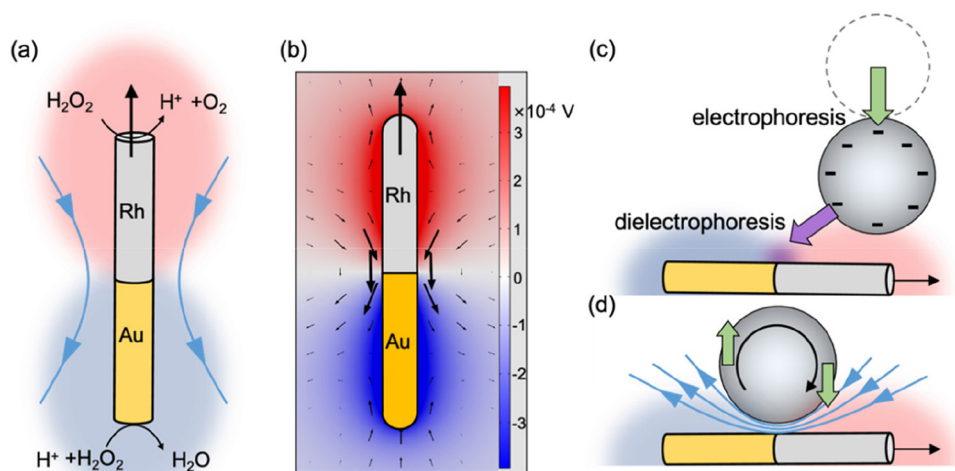 (a)
H₂O₂
H⁺ +O₂
Rh
Au
H⁺ +H₂O₂
H₂O
(b)
×10⁻⁴ V
3
2
1
0
-1
-2
-3
Rh
Au
(c)
electrophoresis
dielectrophoresis
- - - - - - - -
(d)